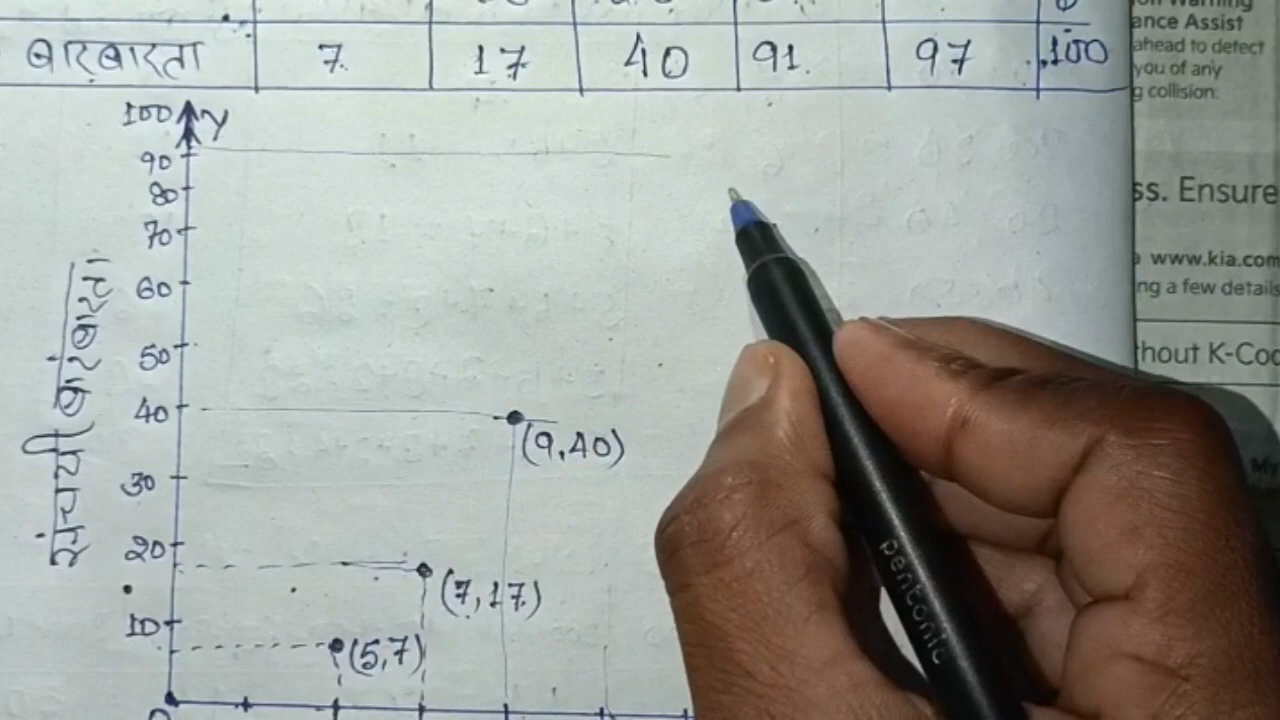 बारबारता 7 17 40 91 97 100
100 Y
90
80
70
60
50
40
30
20
10
संचयी बारंबारता
(9,40)
(7,17)
(5,7)
pentonic
ance Assist
ahead to detect
you of any
g collision.
ss. Ensure
www.kia.com
ng a few details
thout K-Coo